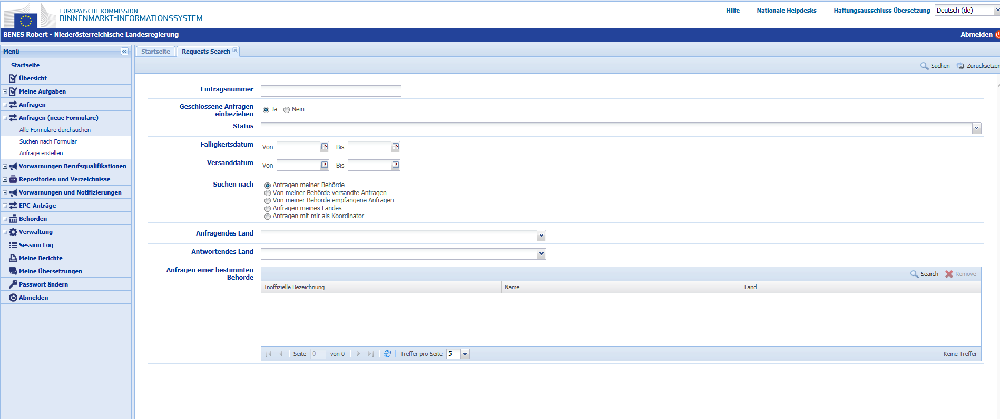 EUROPÄISCHE KOMMISSION
BINNENMARKT-INFORMATIONSSYSTEM
Hilfe Nationale Helpdesks Haftungsausschluss Übersetzung Deutsch (de)
BENES Robert - Niederösterreichische Landesregierung Abmelden
Menü
Startseite
Übersicht
Meine Aufgaben
Anfragen
Anfragen (neue Formulare)
Alle Formulare durchsuchen
Suchen nach Formular
Anfrage erstellen
Vorwarnungen Berufsqualifikationen
Repositorien und Verzeichnisse
Vorwarnungen und Notifizierungen
EPC-Anträge
Behörden
Verwaltung
Session Log
Meine Berichte
Meine Übersetzungen
Passwort ändern
Abmelden
Startseite Requests Search
Suchen Zurücksetzen
Eintragsnummer
Geschlossene Anfragen
einbeziehen
Ja Nein
Status
Fälligkeitsdatum Von Bis
Versanddatum Von Bis
Suchen nach Anfragen meiner Behörde
Von meiner Behörde versandte Anfragen
Von meiner Behörde empfangene Anfragen
Anfragen meines Landes
Anfragen mit mir als Koordinator
Anfragendes Land
Antwortendes Land
Anfragen einer bestimmten
Behörde
Search Remove
Inoffizielle Bezeichnung Name Land
Seite 0 von 0 Treffer pro Seite 5 Keine Treffer